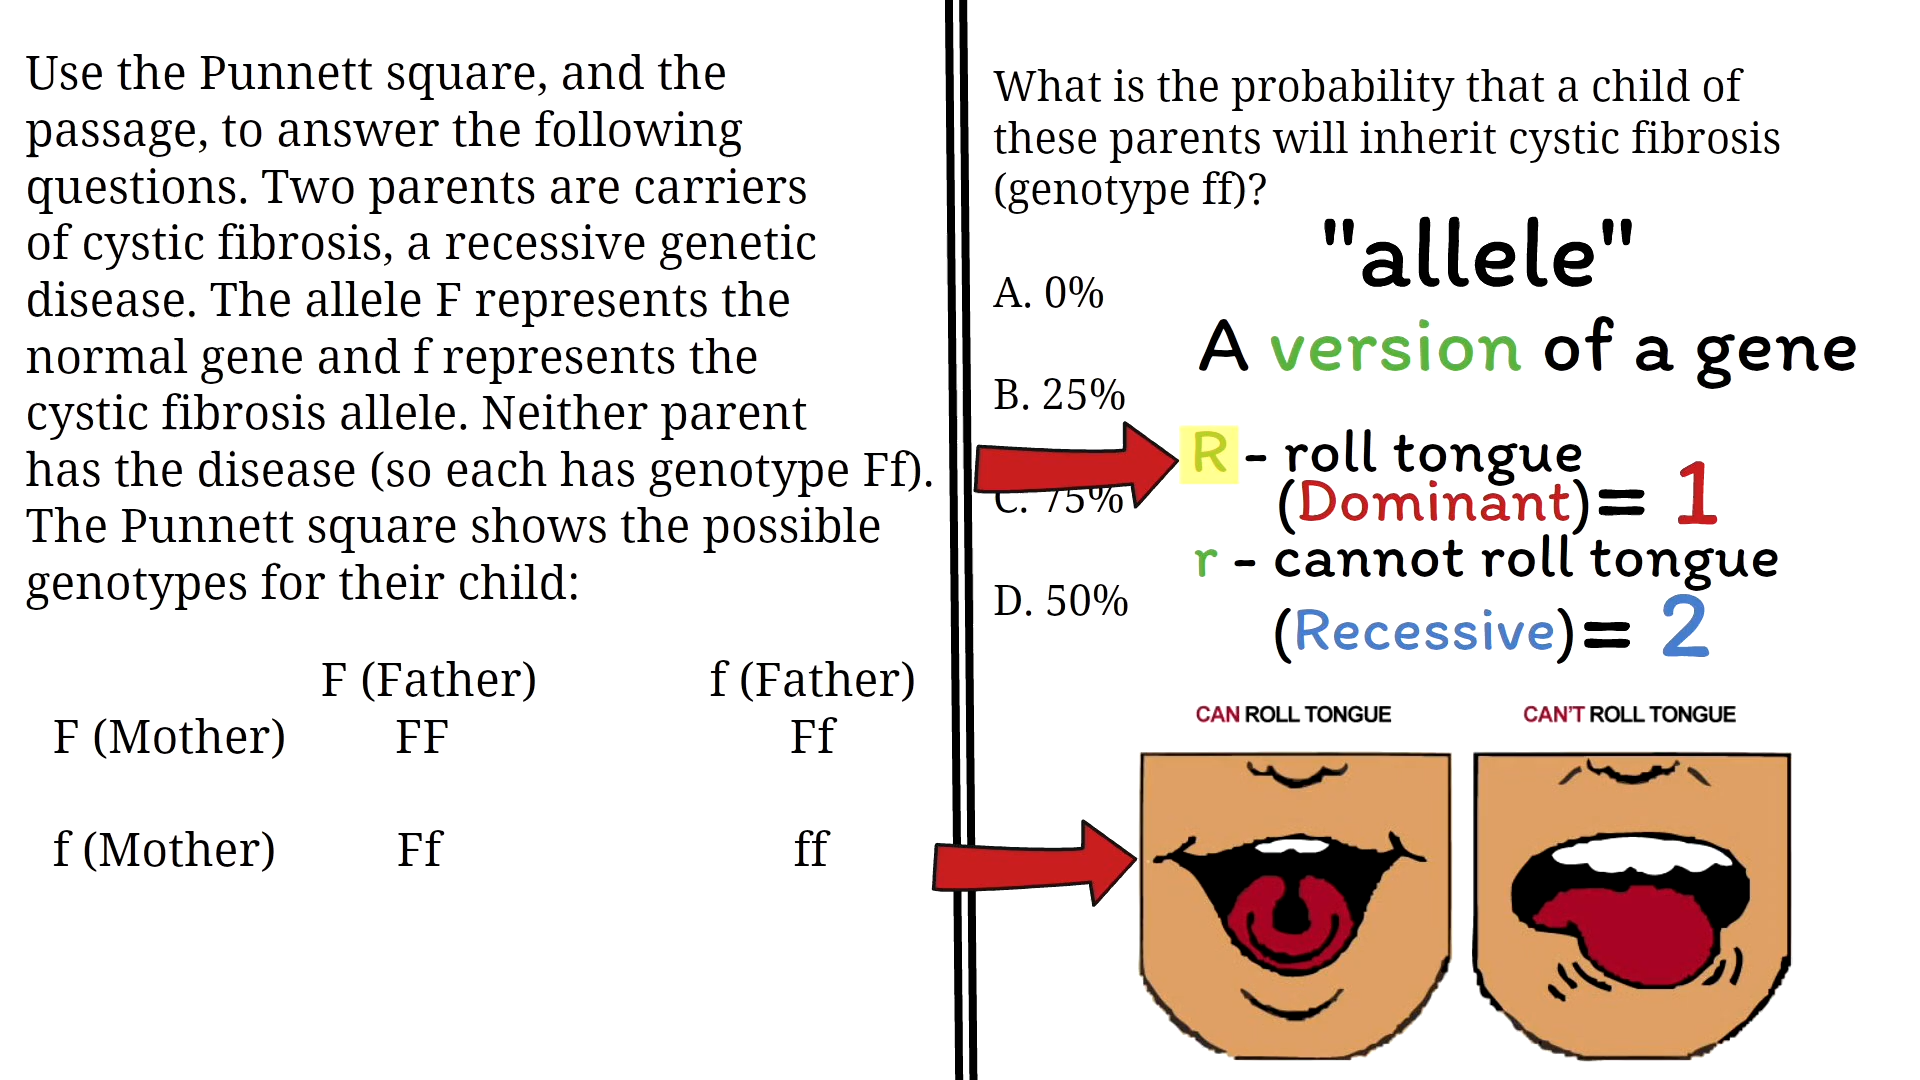 Use the Punnett square, and the
passage, to answer the following
questions. Two parents are carriers
of cystic fibrosis, a recessive genetic
disease. The allele F represents the
normal gene and f represents the
cystic fibrosis allele. Neither parent
has the disease (so each has genotype Ff).
The Punnett square shows the possible
genotypes for their child:
F (Father) f (Father)
F (Mother) FF Ff
f (Mother) Ff ff
What is the probability that a child of
these parents will inherit cystic fibrosis
(genotype ff)?
"allele"
A. 0%
A version of a gene
B. 25%
R - roll tongue
C. 75%
(Dominant) = 1
r - cannot roll tongue
D. 50%
(Recessive) = 2
CAN ROLL TONGUE
CAN'T ROLL TONGUE